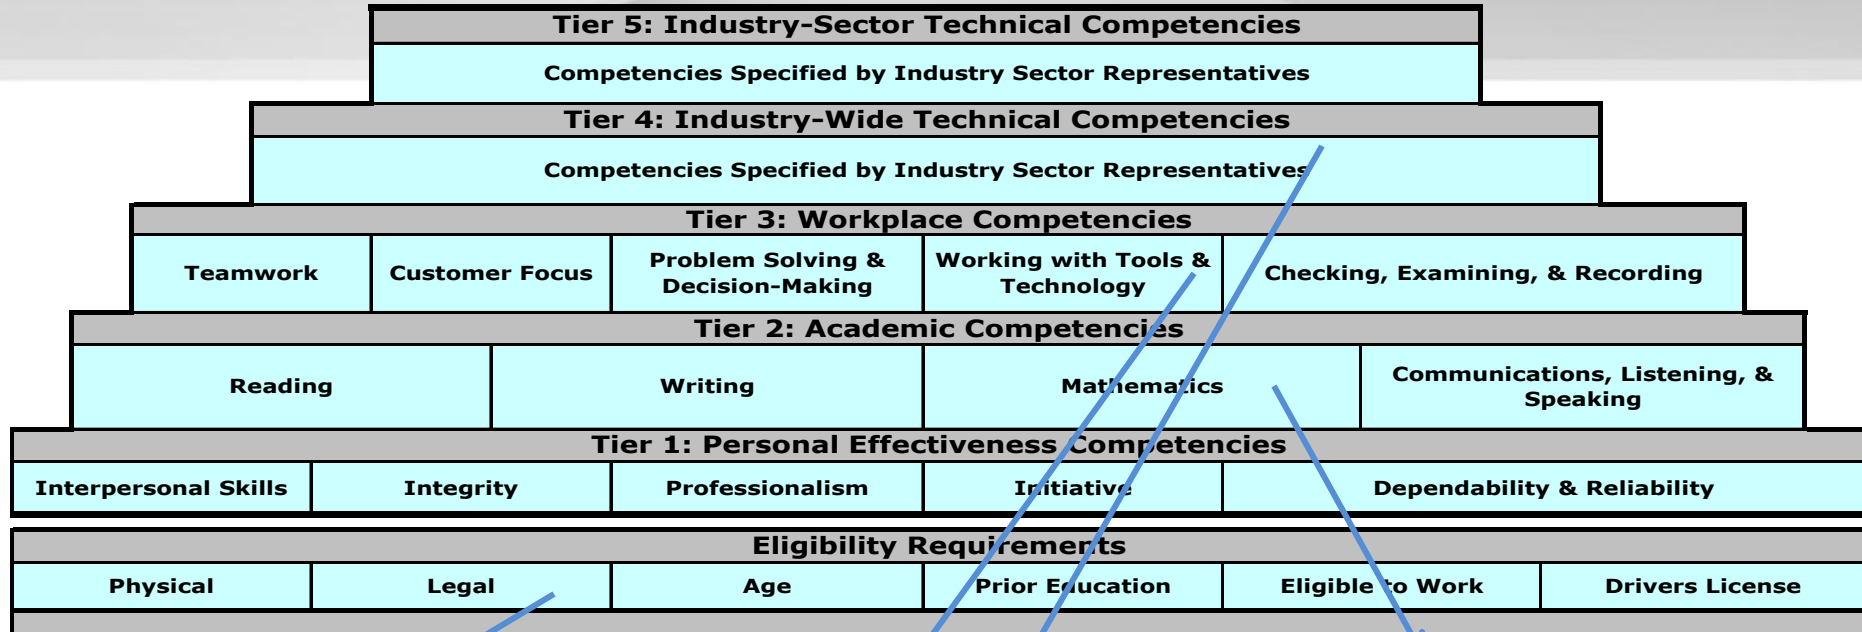 Tier 5: Industry-Sector Technical Competencies
Competencies Specified by Industry Sector Representatives
Tier 4: Industry-Wide Technical Competencies
Competencies Specified by Industry Sector Representatives
Tier 3: Workplace Competencies
Teamwork
Customer Focus
Problem Solving &
Decision-Making
Working with Tools &
Technology
Checking, Examining, & Recording
Tier 2: Academic Competencies
Reading
Writing
Mathematics
Communications, Listening, &
Speaking
Tier 1: Personal Effectiveness Competencies
Interpersonal Skills
Integrity
Professionalism
Initiative
Dependability & Reliability
Eligibility Requirements
Physical
Legal
Age
Prior Education
Eligible to Work
Drivers License